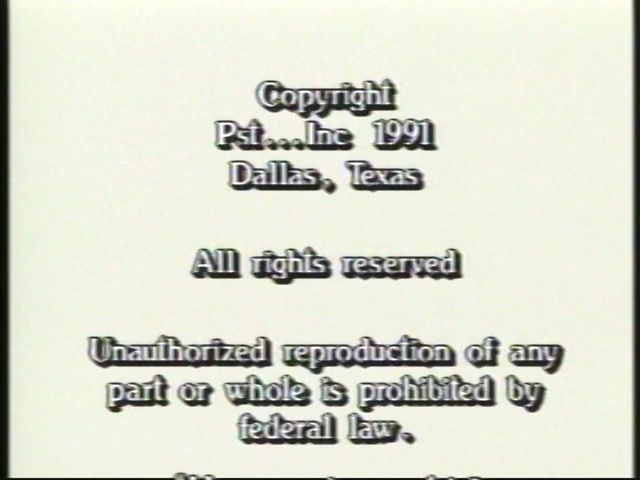 Copyright
Pst...Inc 1991
Dallas, Texas
All rights reserved
Unauthorized reproduction of any
part or whole is prohibited by
federal law.